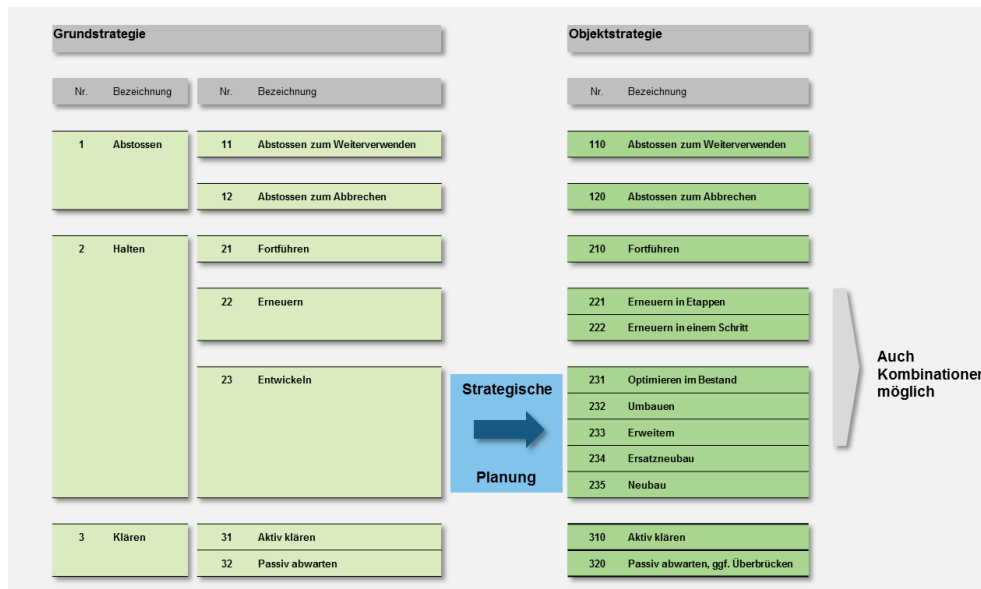 Grundstrategie Objektstrategie
Nr. Bezeichnung Nr. Bezeichnung Nr. Bezeichnung
1 Abstossen 11 Abstossen zum Weiterverwenden 110 Abstossen zum Weiterverwenden
12 Abstossen zum Abbrechen 120 Abstossen zum Abbrechen
2 Halten 21 Fortführen 210 Fortführen
22 Erneuern 221 Erneuern in Etappen
222 Erneuern in einem Schritt
23 Entwickeln 231 Optimieren im Bestand
232 Umbauen
233 Erweitern
234 Ersatzneubau
235 Neubau
Strategische
Planung
Auch
Kombinationen
möglich
3 Klären 31 Aktiv klären 310 Aktiv klären
32 Passiv abwarten 320 Passiv abwarten, ggf. Überbrücken